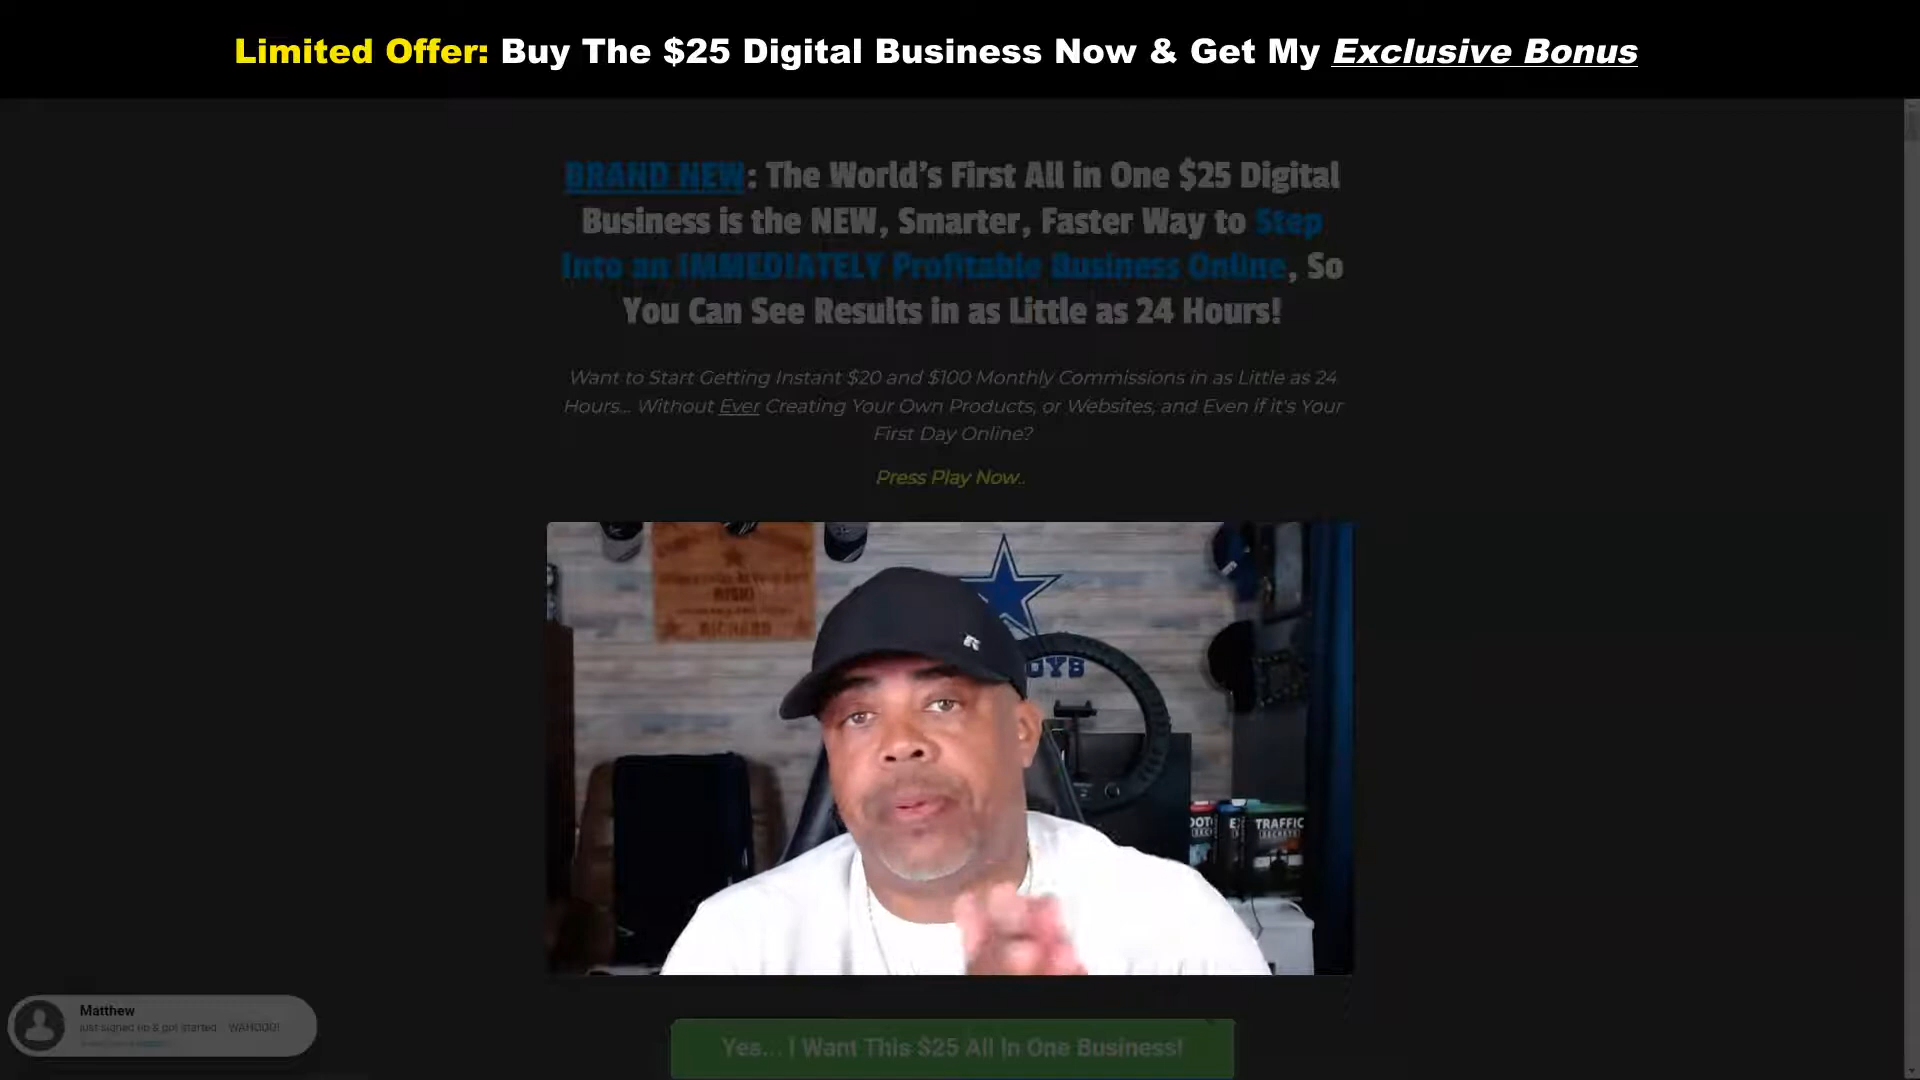 Limited Offer: Buy The $25 Digital Business Now & Get My Exclusive Bonus
BRAND NEW: The World's First All in One $25 Digital
Business is the NEW, Smarter, Faster Way to Step
Into an IMMEDIATELY Profitable Business Online, So
You Can See Results in as Little as 24 Hours!
Want to Start Getting Instant $20 and $100 Monthly Commissions in as Little as 24
Hours... Without Ever Creating Your Own Products, or Websites, and Even if it's Your
First Day Online?
Press Play Now..
RICHARD
OYS
TRAFFIC
SECRETS
Matthew
just signed up & got started... WAHOOO!
Yes... I Want This $25 All In One Business!